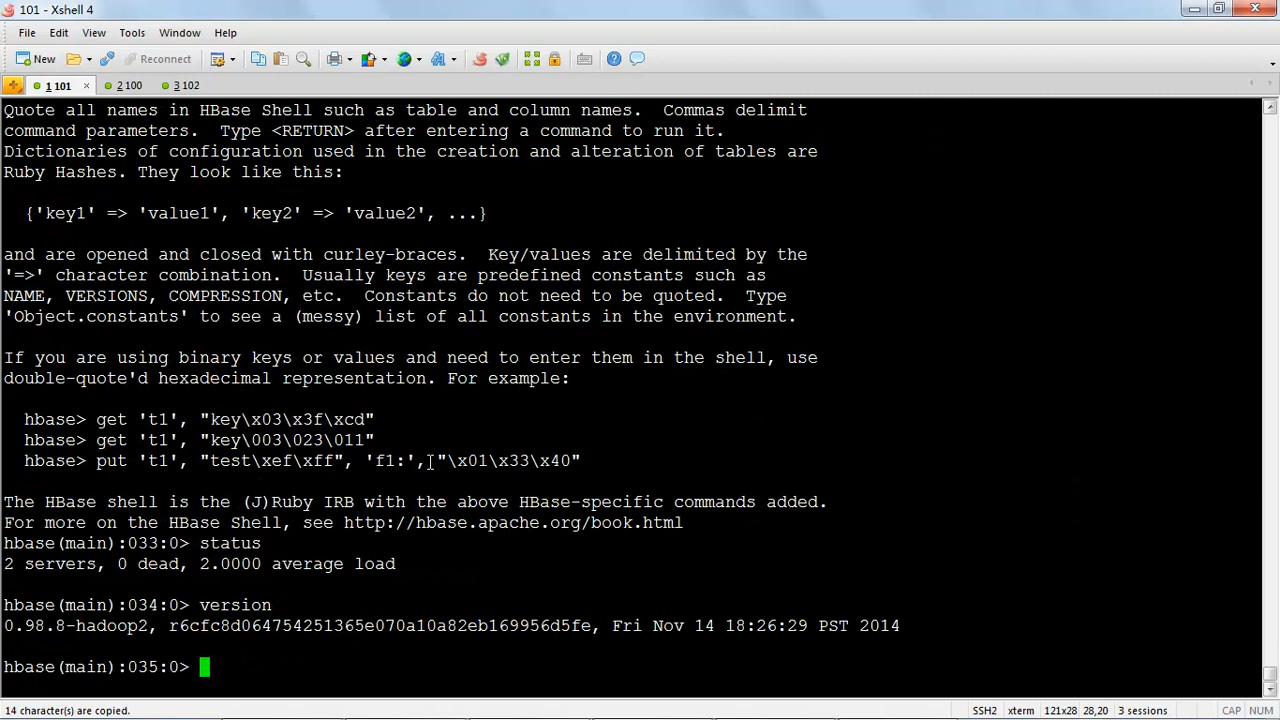 101 - Xshell 4
File Edit View Tools Window Help
New Reconnect
1 101 2 100 3 102
Quote all names in HBase Shell such as table and column names.  Commas delimit
command parameters.  Type <RETURN> after entering a command to run it.
Dictionaries of configuration used in the creation and alteration of tables are
Ruby Hashes. They look like this:
{'key1' => 'value1', 'key2' => 'value2', ...}
and are opened and closed with curley-braces.  Key/values are delimited by the
'=>' character combination.  Usually keys are predefined constants such as
NAME, VERSIONS, COMPRESSION, etc.  Constants do not need to be quoted.  Type
'Object.constants' to see a (messy) list of all constants in the environment.
If you are using binary keys or values and need to enter them in the shell, use
double-quote'd hexadecimal representation. For example:
hbase> get 't1', "key\x03\x3f\xcd"
hbase> get 't1', "key\003\023\011"
hbase> put 't1', "test\xef\xff", 'f1:', "\x01\x33\x40"
The HBase shell is the (J)Ruby IRB with the above HBase-specific commands added.
For more on the HBase Shell, see http://hbase.apache.org/book.html
hbase(main):033:0> status
2 servers, 0 dead, 2.0000 average load
hbase(main):034:0> version
0.98.8-hadoop2, r6cfc8d064754251365e070a10a82eb169956d5fe, Fri Nov 14 18:26:29 PST 2014
hbase(main):035:0>
14 character(s) are copied. SSH2 xterm 121x28 28,20 3 sessions CAP NUM